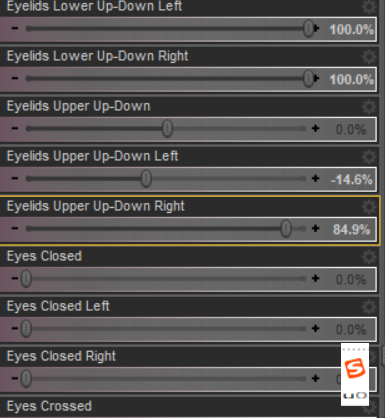 Eyelids Lower Up-Down Left
- + 100.0%
Eyelids Lower Up-Down Right
- + 100.0%
Eyelids Upper Up-Down
- + 0.0%
Eyelids Upper Up-Down Left
- + -14.6%
Eyelids Upper Up-Down Right
- + 84.9%
Eyes Closed
- + 0.0%
Eyes Closed Left
- + 0.0%
Eyes Closed Right
- +
Eyes Crossed